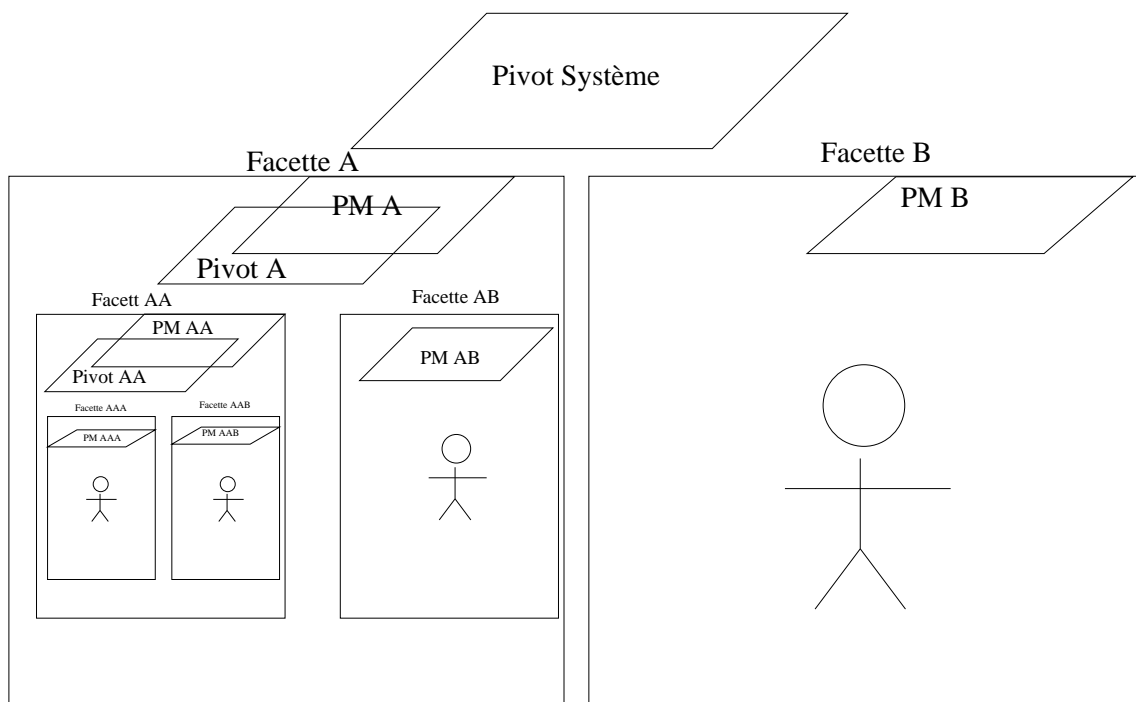 Pivot Système
Facette A
Facette B
PM A
PM B
Pivot A
Facett AA
Facette AB
PM AA
PM AB
Pivot AA
Facette AAA
Facette AAB
PM AAA
PM AAB